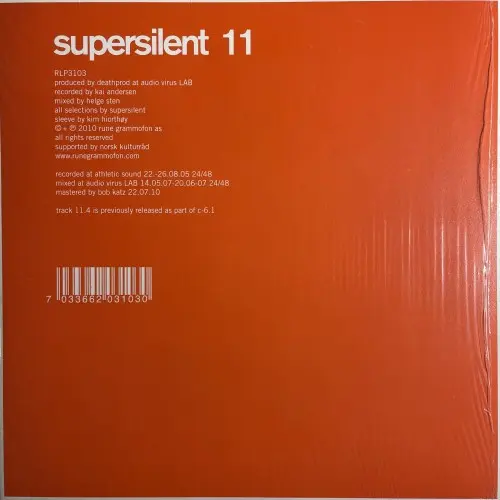 supersilent 11
RLP3103
produced by deathprod at audio virus LAB
recorded by kai andersen
mixed by helge sten
all selections by supersilent
sleeve by kim hiorthøy
© + ℗ 2010 rune grammofon as
all rights reserved
supported by norsk kulturråd
www.runegrammofon.com
recorded at athletic sound 22.-26.08.05 24/48
mixed at audio virus LAB 14.05.07-20.06-07 24/48
mastered by bob katz 22.07.10
track 11.4 is previously released as part of c-6.1
7 033662 031030